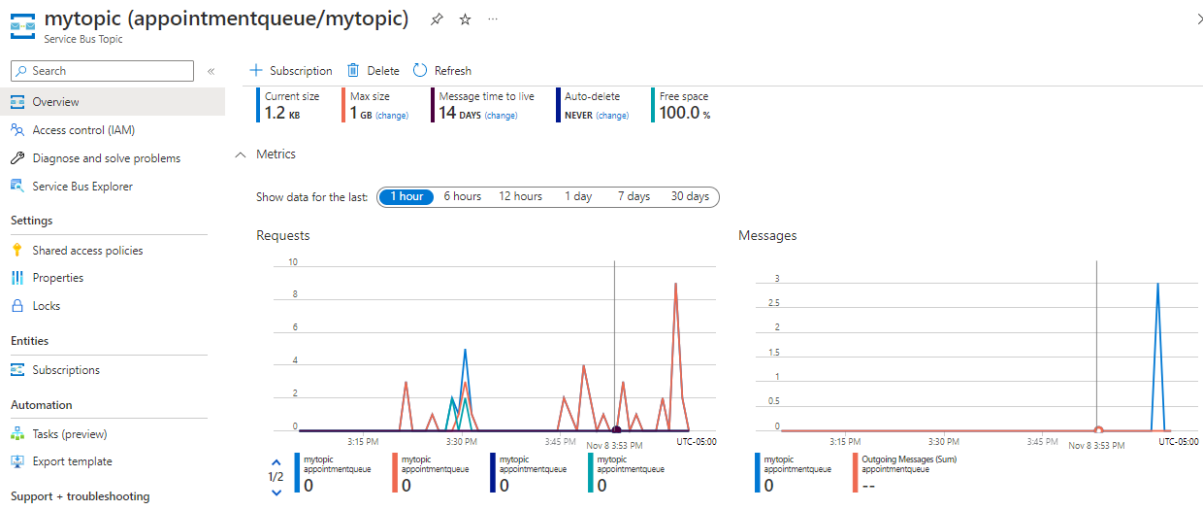 mytopic (appointmentqueue/mytopic)
Service Bus Topic
Search
Overview
Access control (IAM)
Diagnose and solve problems
Service Bus Explorer
Settings
Shared access policies
Properties
Locks
Entities
Subscriptions
Automation
Tasks (preview)
Export template
Support + troubleshooting
Subscription Delete Refresh
Current size Max size Message time to live Auto-delete Free space
1.2 KB 1 GB (change) 14 DAYS (change) NEVER (change) 100.0 %
Metrics
Show data for the last: 1 hour 6 hours 12 hours 1 day 7 days 30 days
Requests
10
8
6
4
2
0
3:15 PM 3:30 PM 3:45 PM Nov 8 3:53 PM UTC-05:00
1/2
mytopic
appointmentqueue
0
mytopic
appointmentqueue
0
mytopic
appointmentqueue
0
mytopic
appointmentqueue
0
Messages
3
2.5
2
1.5
1
0.5
0
3:15 PM 3:30 PM 3:45 PM Nov 8 3:53 PM UTC-05:00
mytopic
appointmentqueue
0
Outgoing Messages (Sum)
appointmentqueue
--